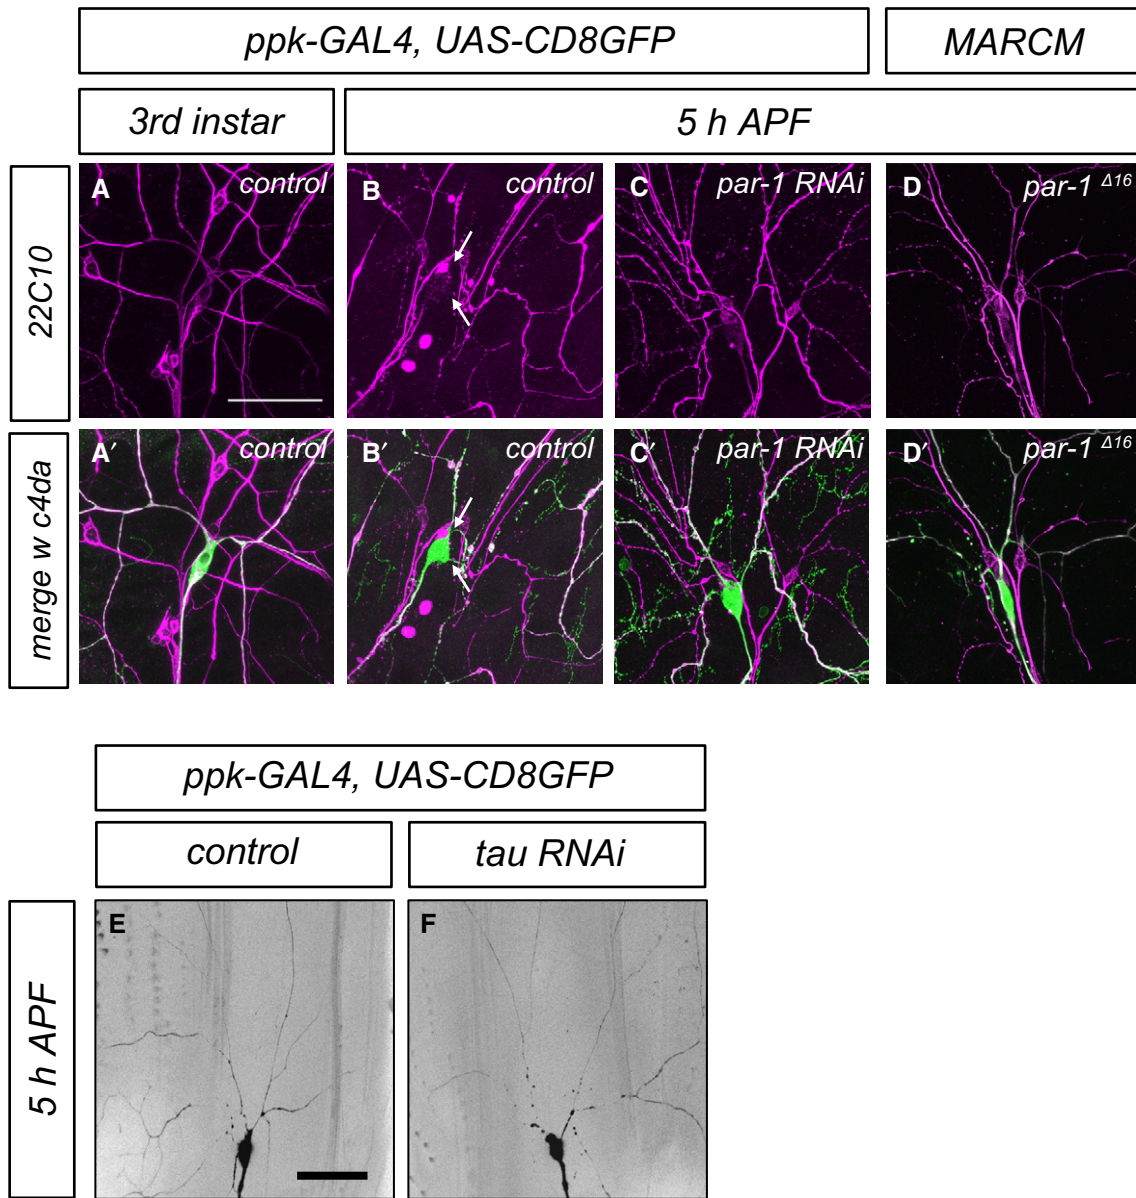 ppk-GAL4, UAS-CD8GFP
MARCM
3rd instar
5 h APF
22C10
A
control
B
control
C
par-1 RNAi
D
par-1 Δ16
merge w c4da
A′
control
B′
control
C′
par-1 RNAi
D′
par-1 Δ16
ppk-GAL4, UAS-CD8GFP
control
tau RNAi
5 h APF
E
F